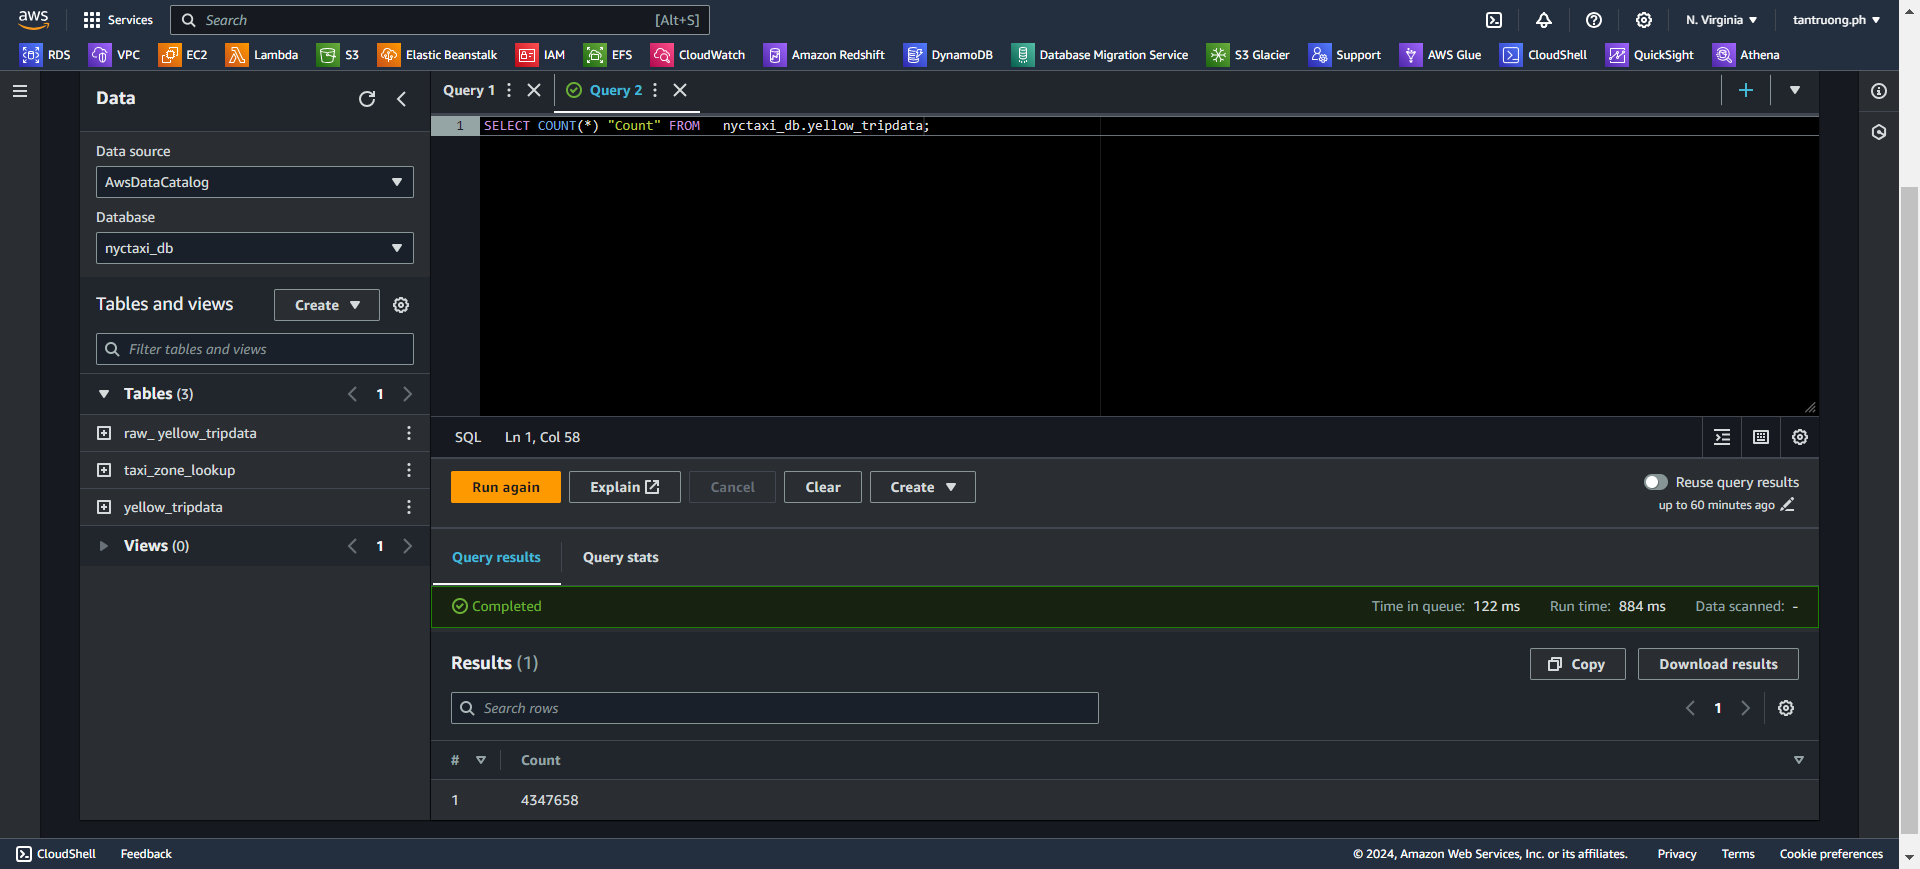 aws Services Search [Alt+S] N. Virginia tantruong.ph
RDS VPC EC2 Lambda S3 Elastic Beanstalk IAM EFS CloudWatch Amazon Redshift DynamoDB Database Migration Service S3 Glacier Support AWS Glue CloudShell QuickSight Athena
Data
Data source
AwsDataCatalog
Database
nyctaxi_db
Tables and views Create
Filter tables and views
Tables (3) 1
raw_ yellow_tripdata
taxi_zone_lookup
yellow_tripdata
Views (0) 1
Query 1 Query 2
1 SELECT COUNT(*) "Count" FROM nyctaxi_db.yellow_tripdata;
SQL Ln 1, Col 58
Run again Explain Cancel Clear Create
Reuse query results
up to 60 minutes ago
Query results Query stats
Completed Time in queue: 122 ms Run time: 884 ms Data scanned: -
Results (1) Copy Download results
Search rows 1
# Count
1 4347658
CloudShell Feedback © 2024, Amazon Web Services, Inc. or its affiliates. Privacy Terms Cookie preferences